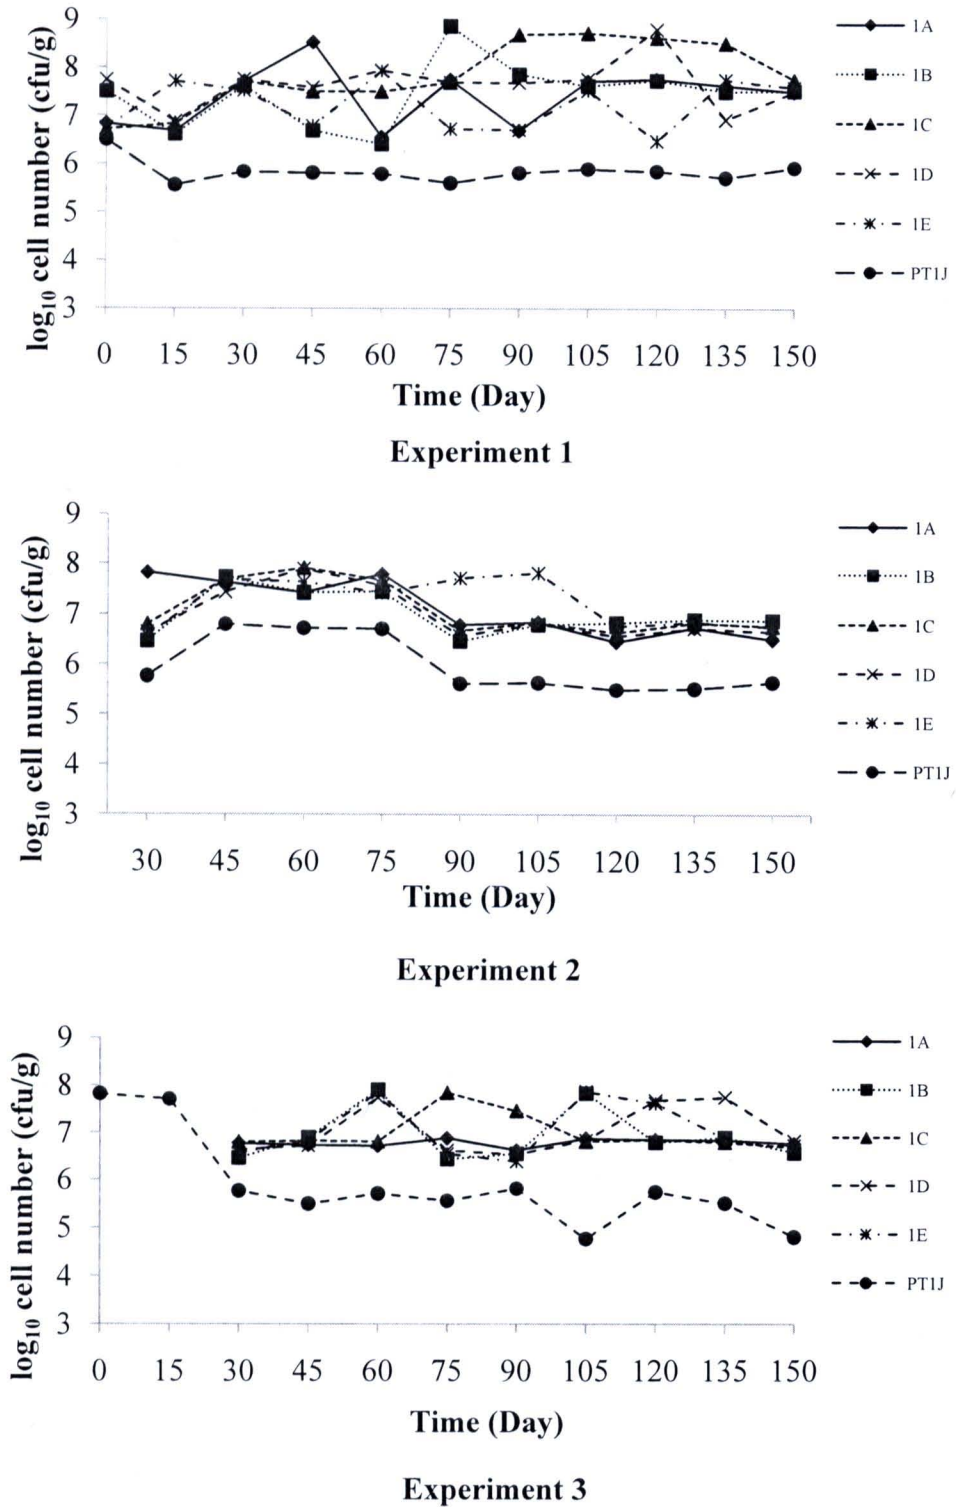 log10 cell number (cfu/g)
9
8
7
6
5
4
3
0 15 30 45 60 75 90 105 120 135 150
Time (Day)
1A
1B
1C
1D
1E
PT1J
Experiment 1
log10 cell number (cfu/g)
9
8
7
6
5
4
3
30 45 60 75 90 105 120 135 150
Time (Day)
1A
1B
1C
1D
1E
PT1J
Experiment 2
log10 cell number (cfu/g)
9
8
7
6
5
4
3
0 15 30 45 60 75 90 105 120 135 150
Time (Day)
1A
1B
1C
1D
1E
PT1J
Experiment 3